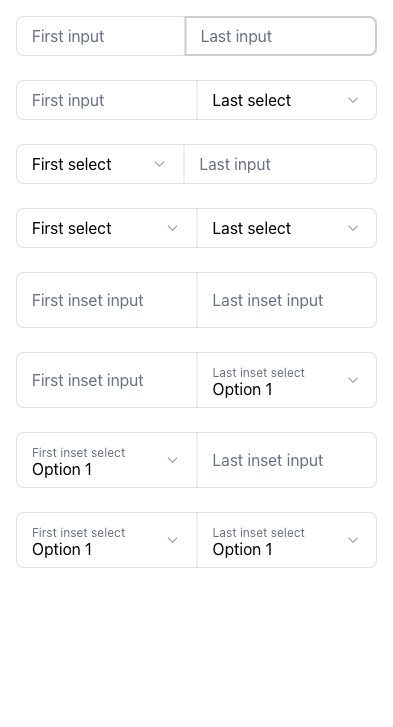 First input Last input
First input Last select
First select Last input
First select Last select
First inset input Last inset input
First inset input Last inset select
Option 1
First inset select
Option 1 Last inset input
First inset select Last inset select
Option 1 Option 1